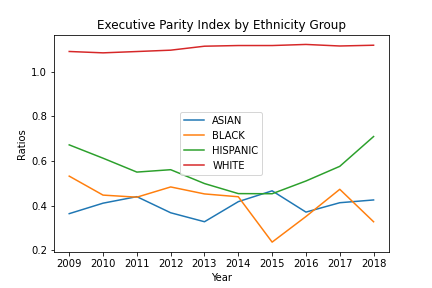 Executive Parity Index by Ethnicity Group
1.0
0.8
0.6
0.4
0.2
Ratios
ASIAN
BLACK
HISPANIC
WHITE
2009 2010 2011 2012 2013 2014 2015 2016 2017 2018
Year